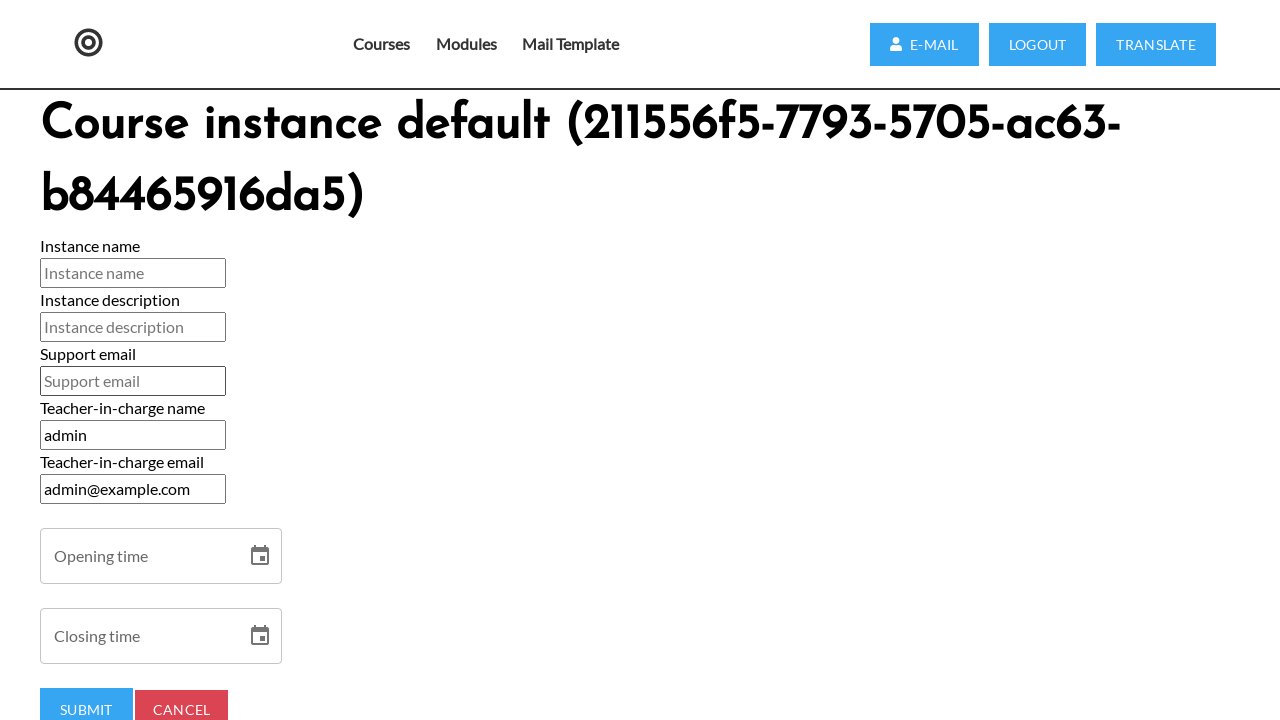 Courses Modules Mail Template E-MAIL LOGOUT TRANSLATE
Course instance default (211556f5-7793-5705-ac63-
b84465916da5)
Instance name
Instance name
Instance description
Instance description
Support email
Support email
Teacher-in-charge name
admin
Teacher-in-charge email
admin@example.com
Opening time
Closing time
SUBMIT CANCEL